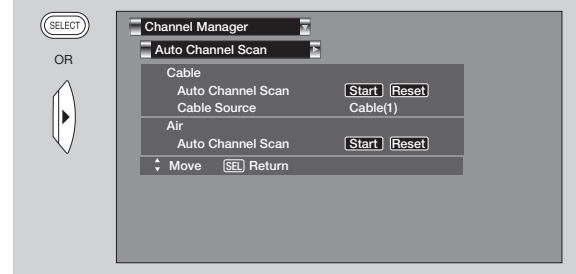 SELECT
OR
Channel Manager
Auto Channel Scan
Cable
Auto Channel Scan Start Reset
Cable Source Cable(1)
Air
Auto Channel Scan Start Reset
Move SEL Return